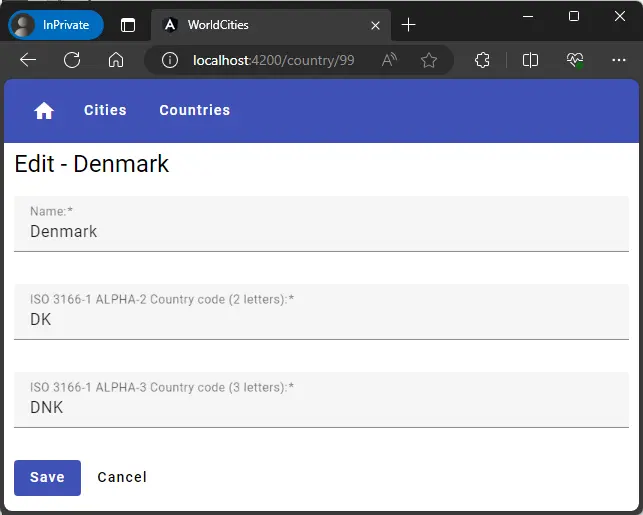 InPrivate
WorldCities
localhost:4200/country/99
Cities Countries
Edit - Denmark
Name:*
Denmark
ISO 3166-1 ALPHA-2 Country code (2 letters):*
DK
ISO 3166-1 ALPHA-3 Country code (3 letters):*
DNK
Save Cancel